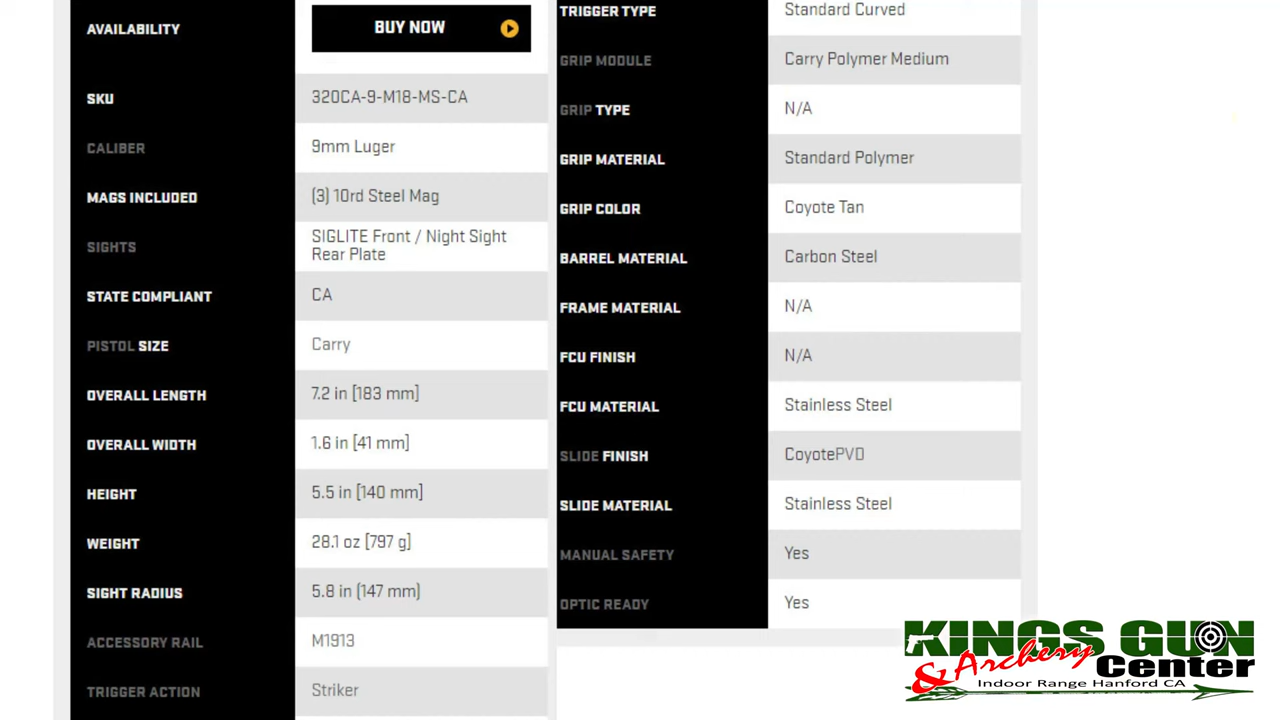 AVAILABILITY BUY NOW
SKU 320CA-9-M18-MS-CA
CALIBER 9mm Luger
MAGS INCLUDED (3) 10rd Steel Mag
SIGHTS SIGLITE Front / Night Sight
Rear Plate
STATE COMPLIANT CA
PISTOL SIZE Carry
OVERALL LENGTH 7.2 in [183 mm]
OVERALL WIDTH 1.6 in [41 mm]
HEIGHT 5.5 in [140 mm]
WEIGHT 28.1 oz [797 g]
SIGHT RADIUS 5.8 in (147 mm)
ACCESSORY RAIL M1913
TRIGGER ACTION Striker
TRIGGER TYPE Standard Curved
GRIP MODULE Carry Polymer Medium
GRIP TYPE N/A
GRIP MATERIAL Standard Polymer
GRIP COLOR Coyote Tan
BARREL MATERIAL Carbon Steel
FRAME MATERIAL N/A
FCU FINISH N/A
FCU MATERIAL Stainless Steel
SLIDE FINISH CoyotePVD
SLIDE MATERIAL Stainless Steel
MANUAL SAFETY Yes
OPTIC READY Yes
KINGS GUN
& Archery Center
Indoor Range Hanford CA